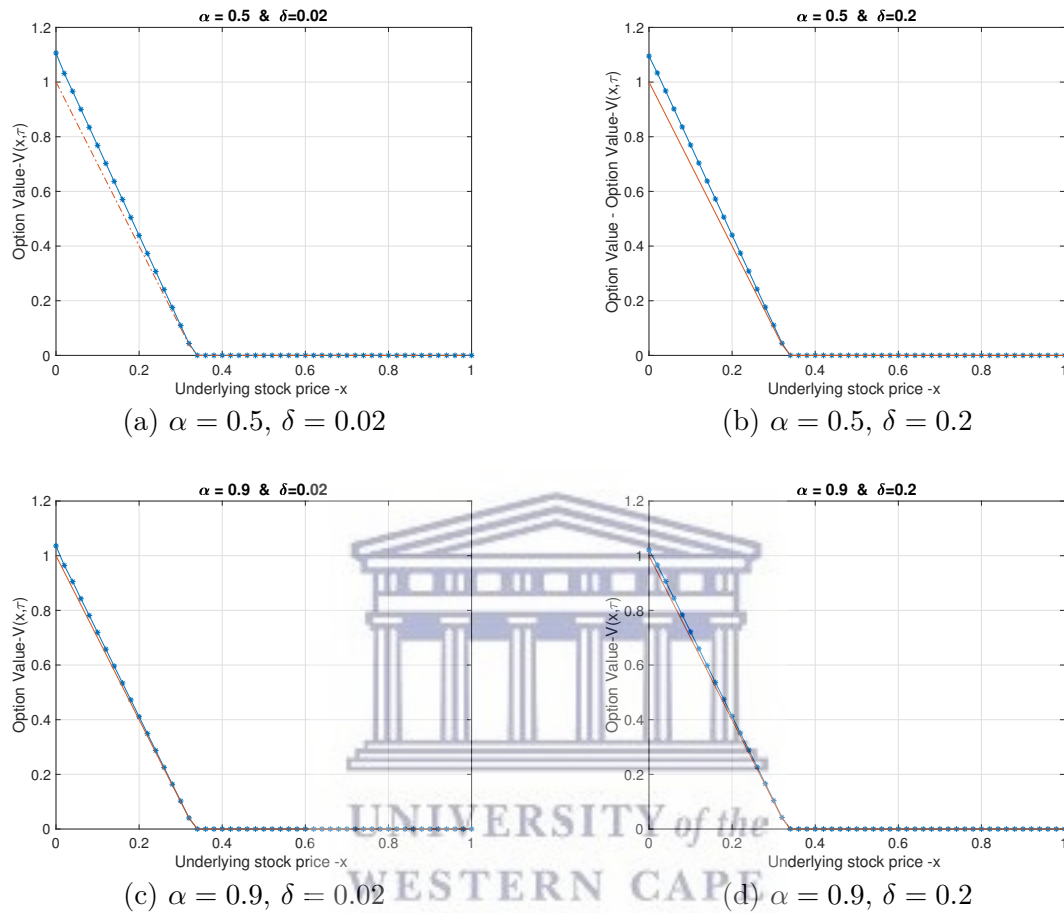 α = 0.5 & δ=0.02
1.2
1
0.8
0.6
0.4
0.2
0
Option Value-V(x,τ)
0 0.2 0.4 0.6 0.8 1
Underlying stock price -x
(a) α = 0.5, δ = 0.02
α = 0.5 & δ=0.2
1.2
1
0.8
0.6
0.4
0.2
0
Option Value - Option Value-V(x,τ)
0 0.2 0.4 0.6 0.8 1
Underlying stock price -x
(b) α = 0.5, δ = 0.2
α = 0.9 & δ=0.02
1.2
1
0.8
0.6
0.4
0.2
0
Option Value-V(x,τ)
0 0.2 0.4 0.6 0.8 1
Underlying stock price -x
(c) α = 0.9, δ = 0.02
α = 0.9 & δ=0.2
1.2
1
0.8
0.6
0.4
0.2
0
Option Value-V(x,τ)
0 0.2 0.4 0.6 0.8 1
Underlying stock price -x
(d) α = 0.9, δ = 0.2
UNIVERSITY of the
WESTERN CAPE